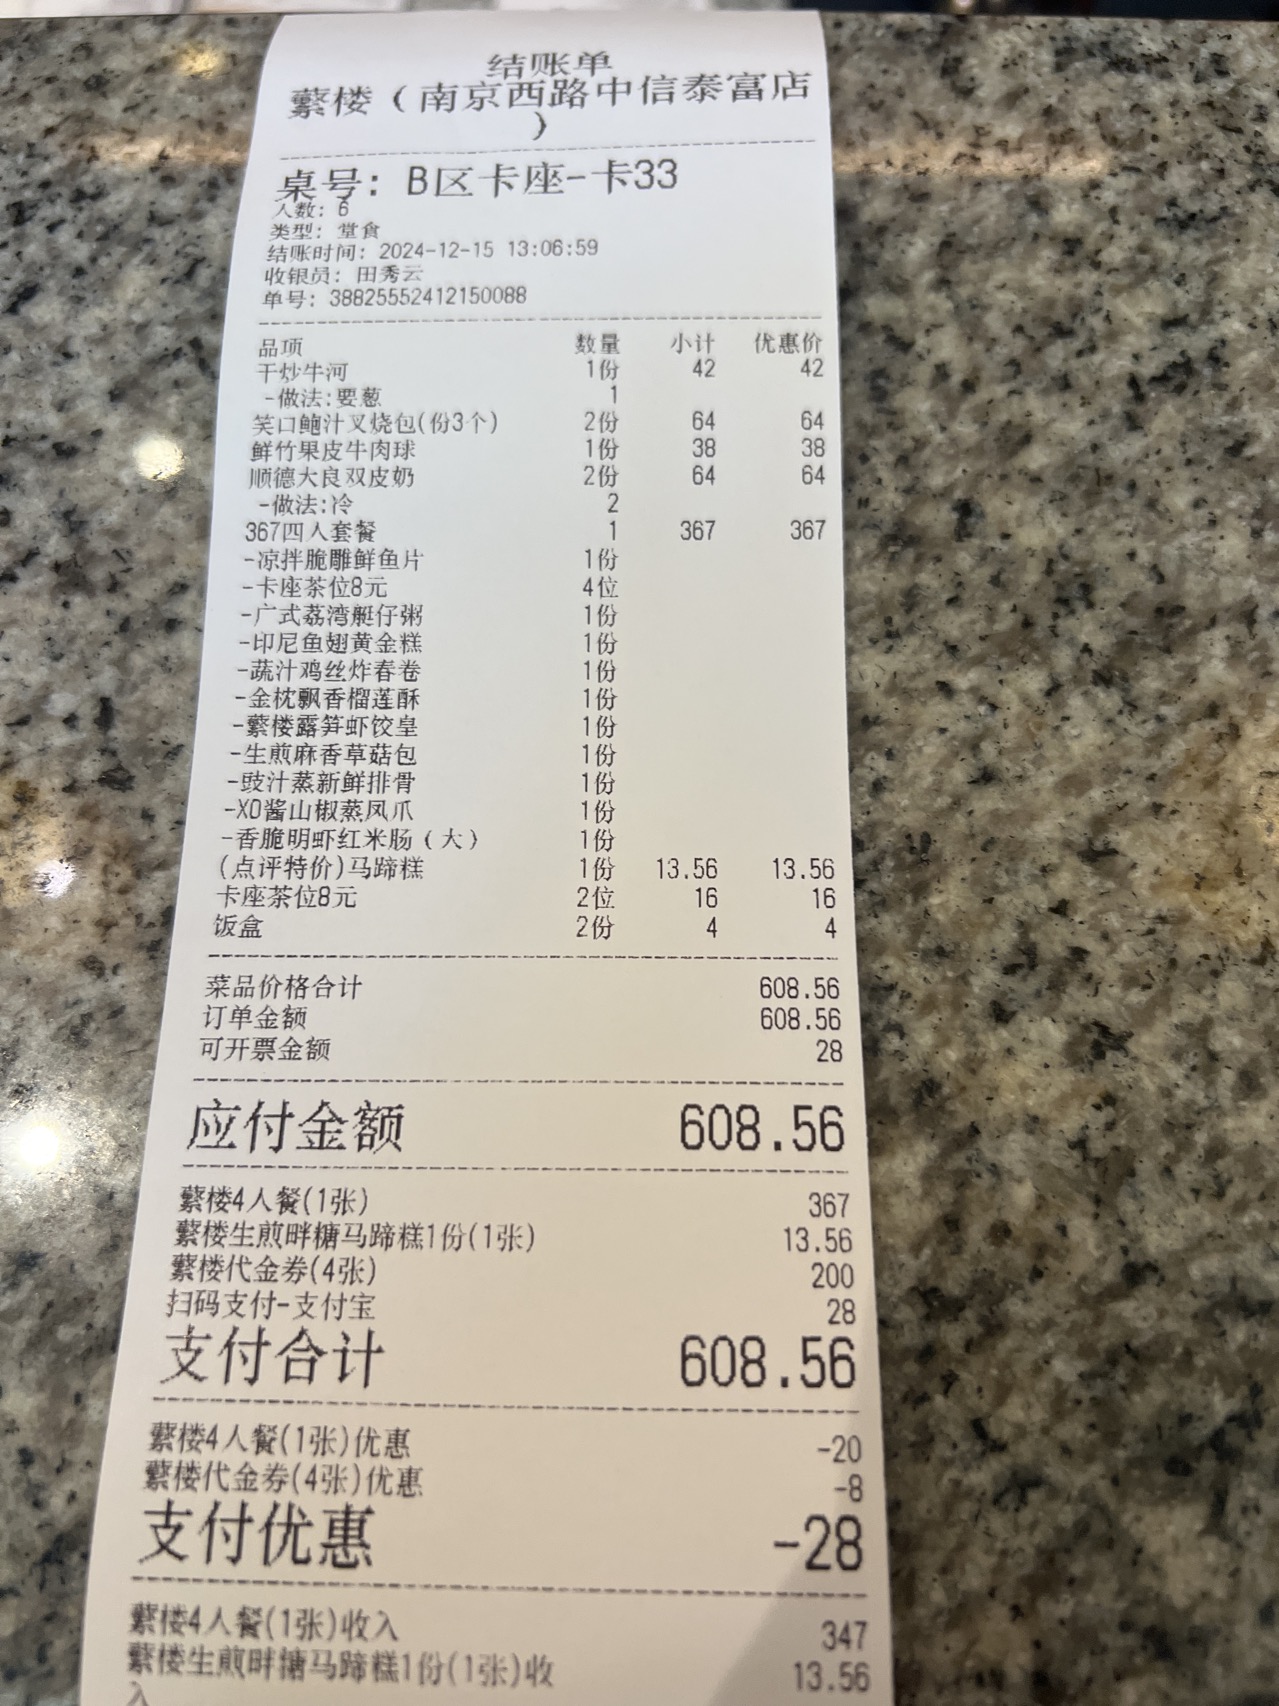 结账单
蘩楼（南京西路中信泰富店
）
桌号：B区卡座-卡33
人数：6
类型：堂食
结账时间：2024-12-15 13:06:59
收银员：田秀云
单号：38825552412150088
品项 数量 小计 优惠价
干炒牛河 1份 42 42
-做法:要葱 1
笑口鲍汁叉烧包(份3个) 2份 64 64
鲜竹果皮牛肉球 1份 38 38
顺德大良双皮奶 2份 64 64
-做法:冷 2
367四人套餐 1 367 367
-凉拌脆雕鲜鱼片 1份
-卡座茶位8元 4位
-广式荔湾艇仔粥 1份
-印尼鱼翅黄金糕 1份
-蔬汁鸡丝炸春卷 1份
-金枕飘香榴莲酥 1份
-蘩楼露笋虾饺皇 1份
-生煎麻香草菇包 1份
-豉汁蒸新鲜排骨 1份
-XO酱山椒蒸凤爪 1份
-香脆明虾红米肠（大） 1份
(点评特价)马蹄糕 1份 13.56 13.56
卡座茶位8元 2位 16 16
饭盒 2份 4 4
菜品价格合计 608.56
订单金额 608.56
可开票金额 28
应付金额 608.56
蘩楼4人餐(1张) 367
蘩楼生煎畔塘马蹄糕1份(1张) 13.56
蘩楼代金券(4张) 200
扫码支付-支付宝 28
支付合计 608.56
蘩楼4人餐(1张)优惠 -20
蘩楼代金券(4张)优惠 -8
支付优惠 -28
蘩楼4人餐(1张)收入 347
蘩楼生煎畔塘马蹄糕1份(1张)收 13.56
入